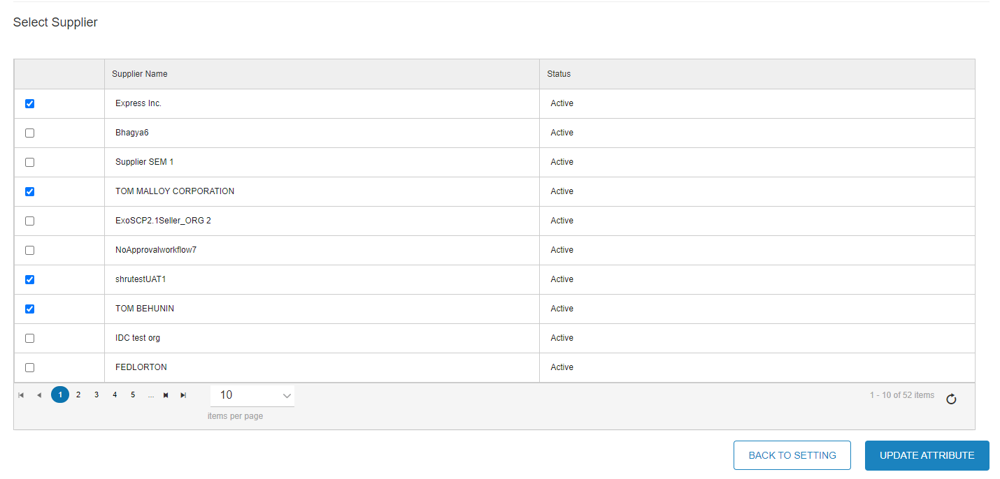 Select Supplier
Supplier Name Status
Express Inc. Active
Bhagya6 Active
Supplier SEM 1 Active
TOM MALLOY CORPORATION Active
ExoSCP2.1Seller_ORG 2 Active
NoApprovalworkflow7 Active
shrutestUAT1 Active
TOM BEHUNIN Active
IDC test org Active
FEDLORTON Active
1 2 3 4 5 ... 10 1 - 10 of 52 items
items per page
BACK TO SETTING UPDATE ATTRIBUTE